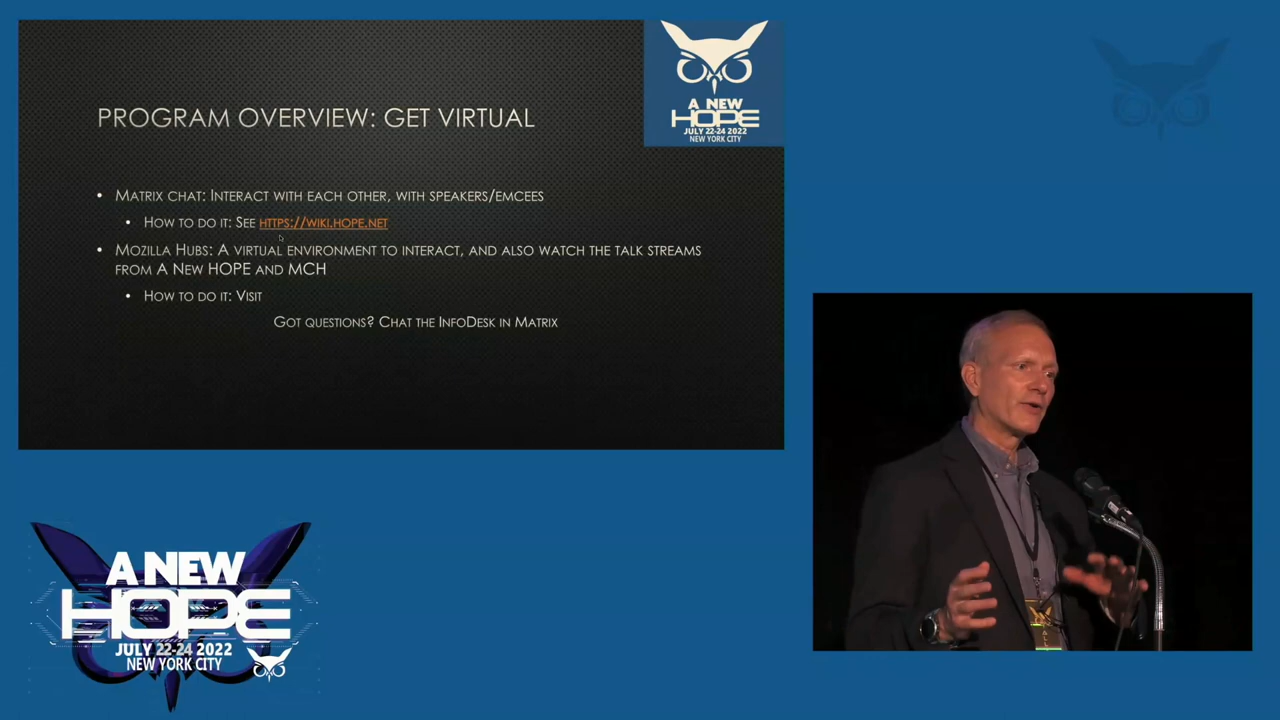 PROGRAM OVERVIEW: GET VIRTUAL
A NEW
HOPE
JULY 22-24 2022
NEW YORK CITY
• MATRIX CHAT: INTERACT WITH EACH OTHER, WITH SPEAKERS/EMCEES
• HOW TO DO IT: SEE HTTPS://WIKI.HOPE.NET
• MOZILLA HUBS: A VIRTUAL ENVIRONMENT TO INTERACT, AND ALSO WATCH THE TALK STREAMS
FROM A NEW HOPE AND MCH
• HOW TO DO IT: VISIT
GOT QUESTIONS? CHAT THE INFODESK IN MATRIX
A NEW
HOPE
JULY 22-24 2022
NEW YORK CITY
ALL